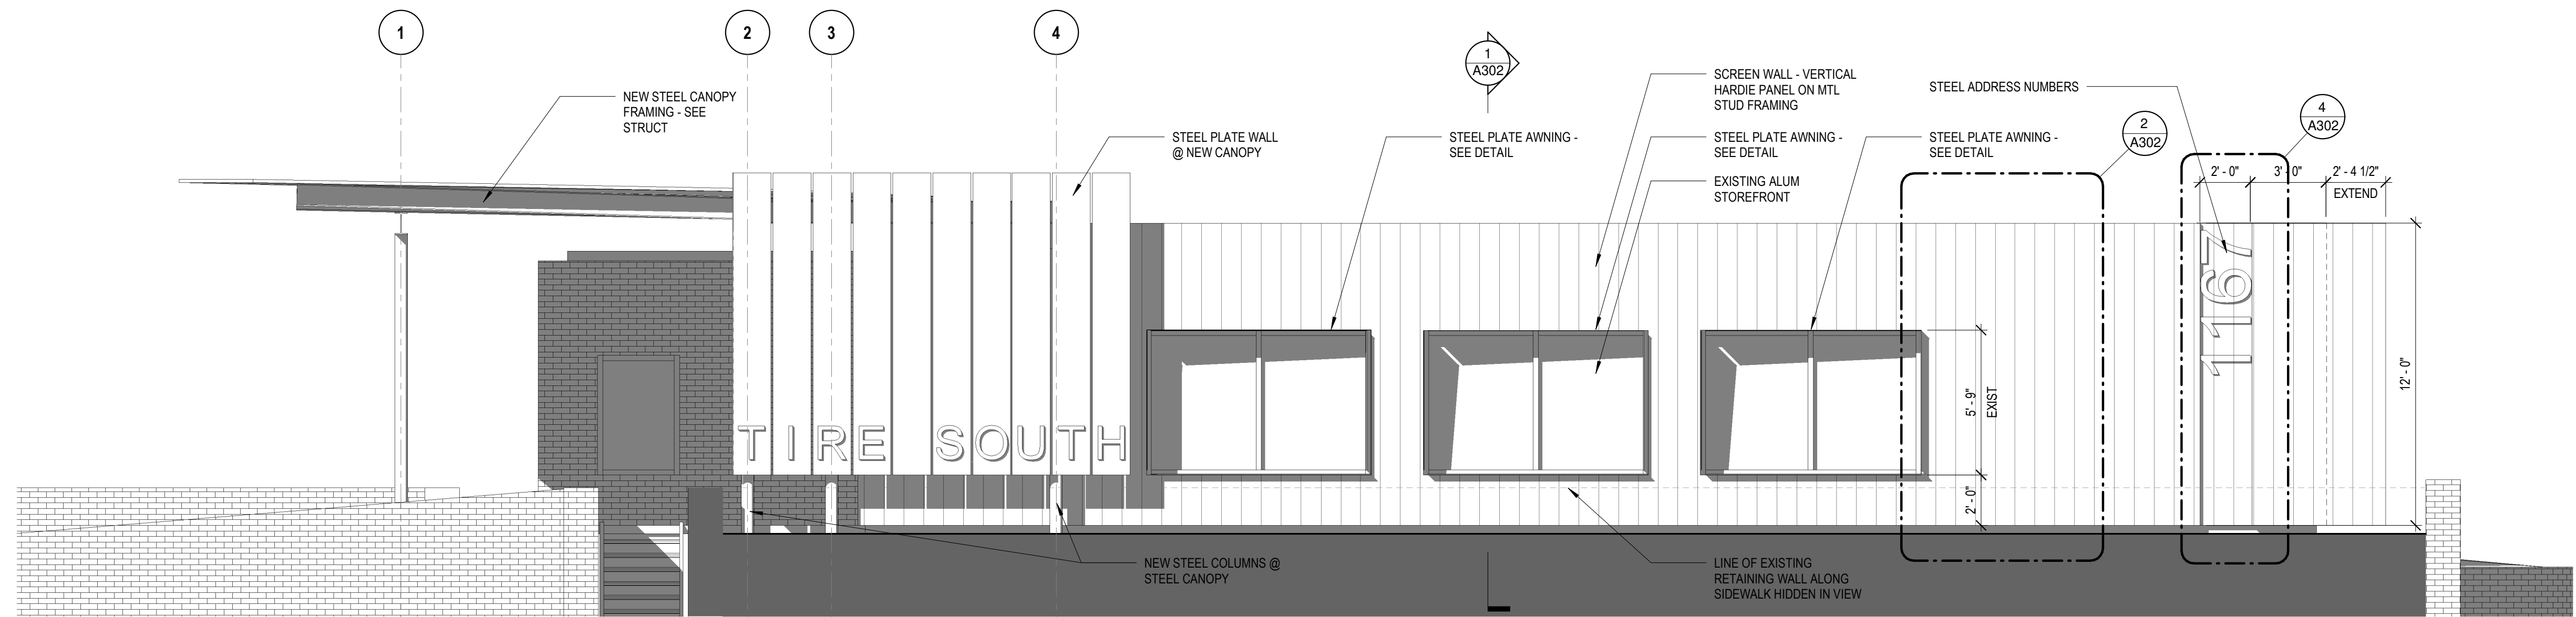 1
2
3
4
1
A302
NEW STEEL CANOPY
FRAMING - SEE
STRUCT
STEEL PLATE WALL
@ NEW CANOPY
STEEL PLATE AWNING -
SEE DETAIL
SCREEN WALL - VERTICAL
HARDIE PANEL ON MTL
STUD FRAMING
STEEL PLATE AWNING -
SEE DETAIL
EXISTING ALUM
STOREFRONT
STEEL ADDRESS NUMBERS
STEEL PLATE AWNING -
SEE DETAIL
2
A302
4
A302
2' - 0"
3' - 0"
2' - 4 1/2"
EXTEND
1167
12' - 0"
5' - 9"
EXIST
2' - 0"
TIRE SOUTH
NEW STEEL COLUMNS @
STEEL CANOPY
LINE OF EXISTING
RETAINING WALL ALONG
SIDEWALK HIDDEN IN VIEW